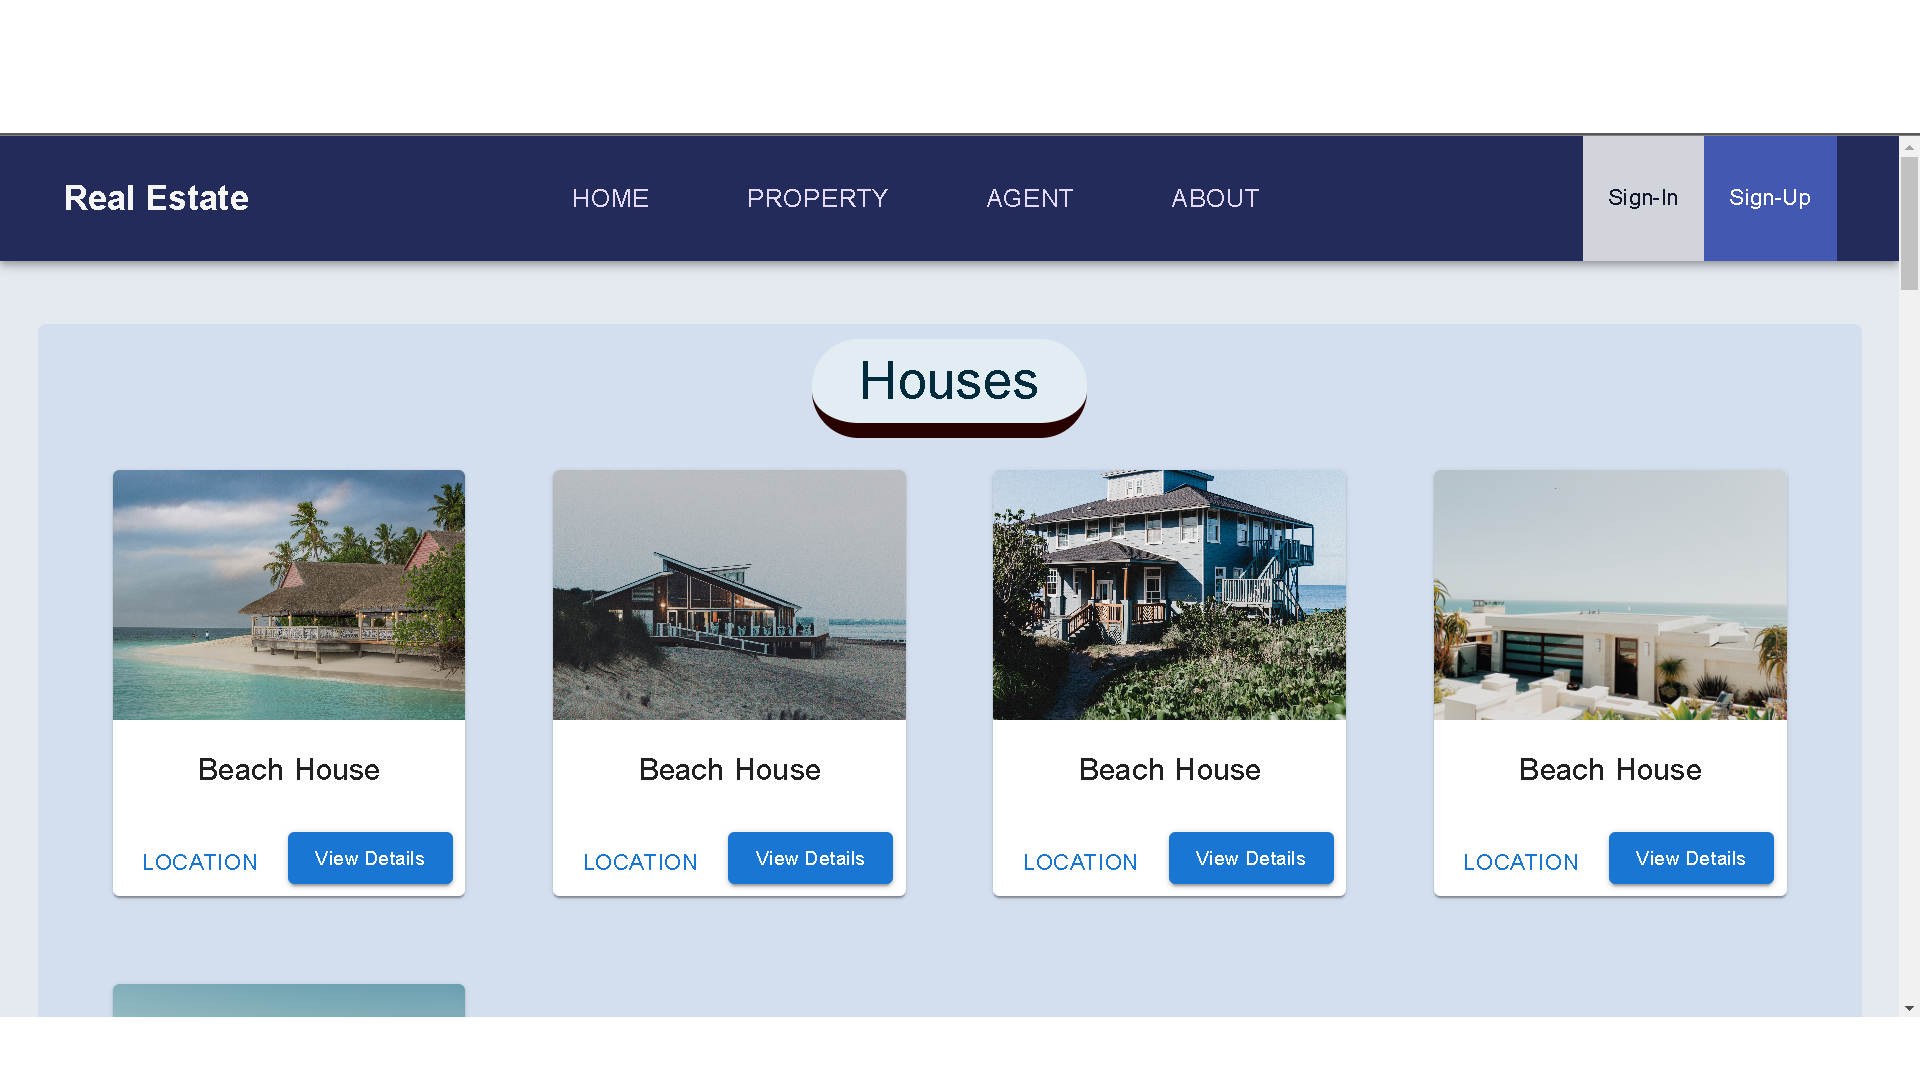 Real Estate
HOME
PROPERTY
AGENT
ABOUT
Sign-In
Sign-Up
Houses
Beach House
LOCATION
View Details
Beach House
LOCATION
View Details
Beach House
LOCATION
View Details
Beach House
LOCATION
View Details